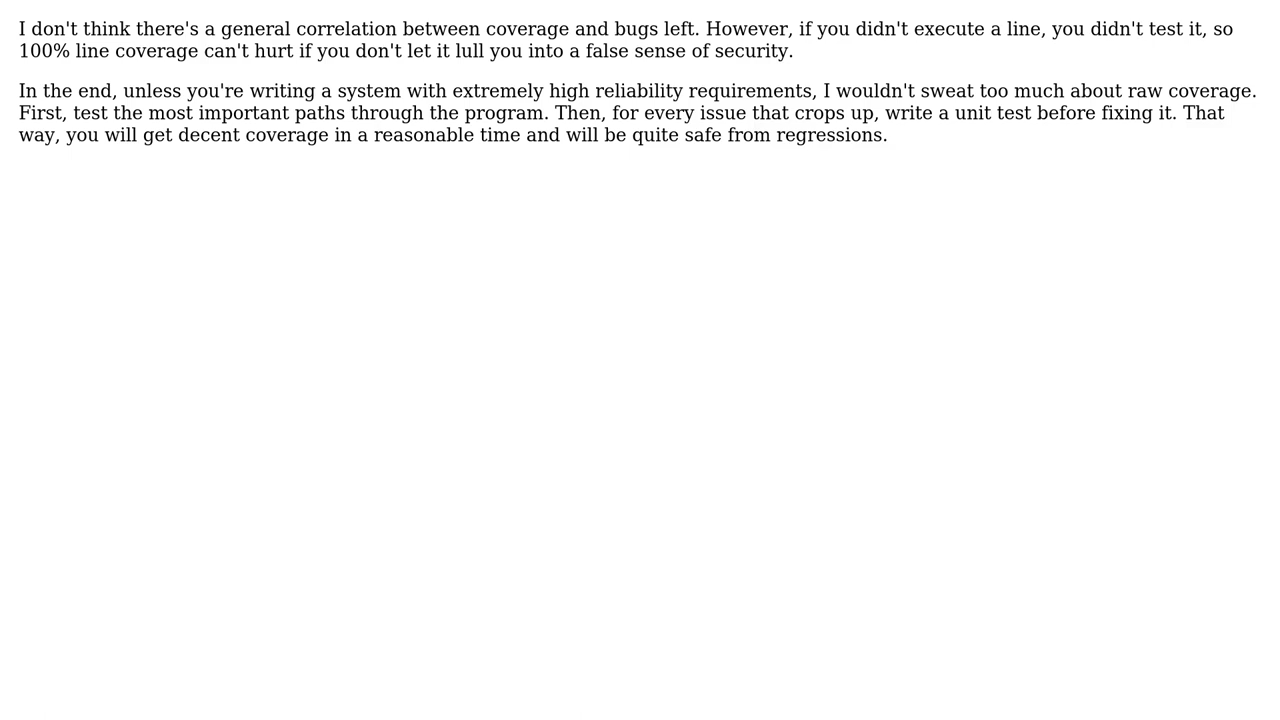 I don't think there's a general correlation between coverage and bugs left. However, if you didn't execute a line, you didn't test it, so
100% line coverage can't hurt if you don't let it lull you into a false sense of security.
In the end, unless you're writing a system with extremely high reliability requirements, I wouldn't sweat too much about raw coverage.
First, test the most important paths through the program. Then, for every issue that crops up, write a unit test before fixing it. That
way, you will get decent coverage in a reasonable time and will be quite safe from regressions.